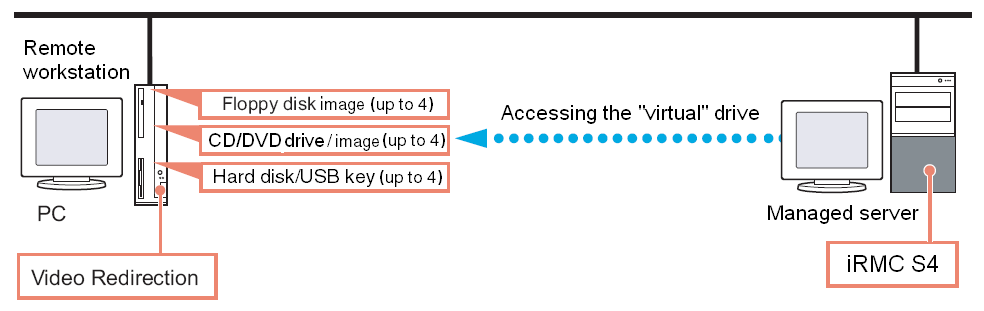 Remote
workstation
Floppy disk image (up to 4)
CD/DVD drive / image (up to 4)
Hard disk/USB key (up to 4)
Accessing the "virtual" drive
PC
Managed server
Video Redirection
iRMC S4